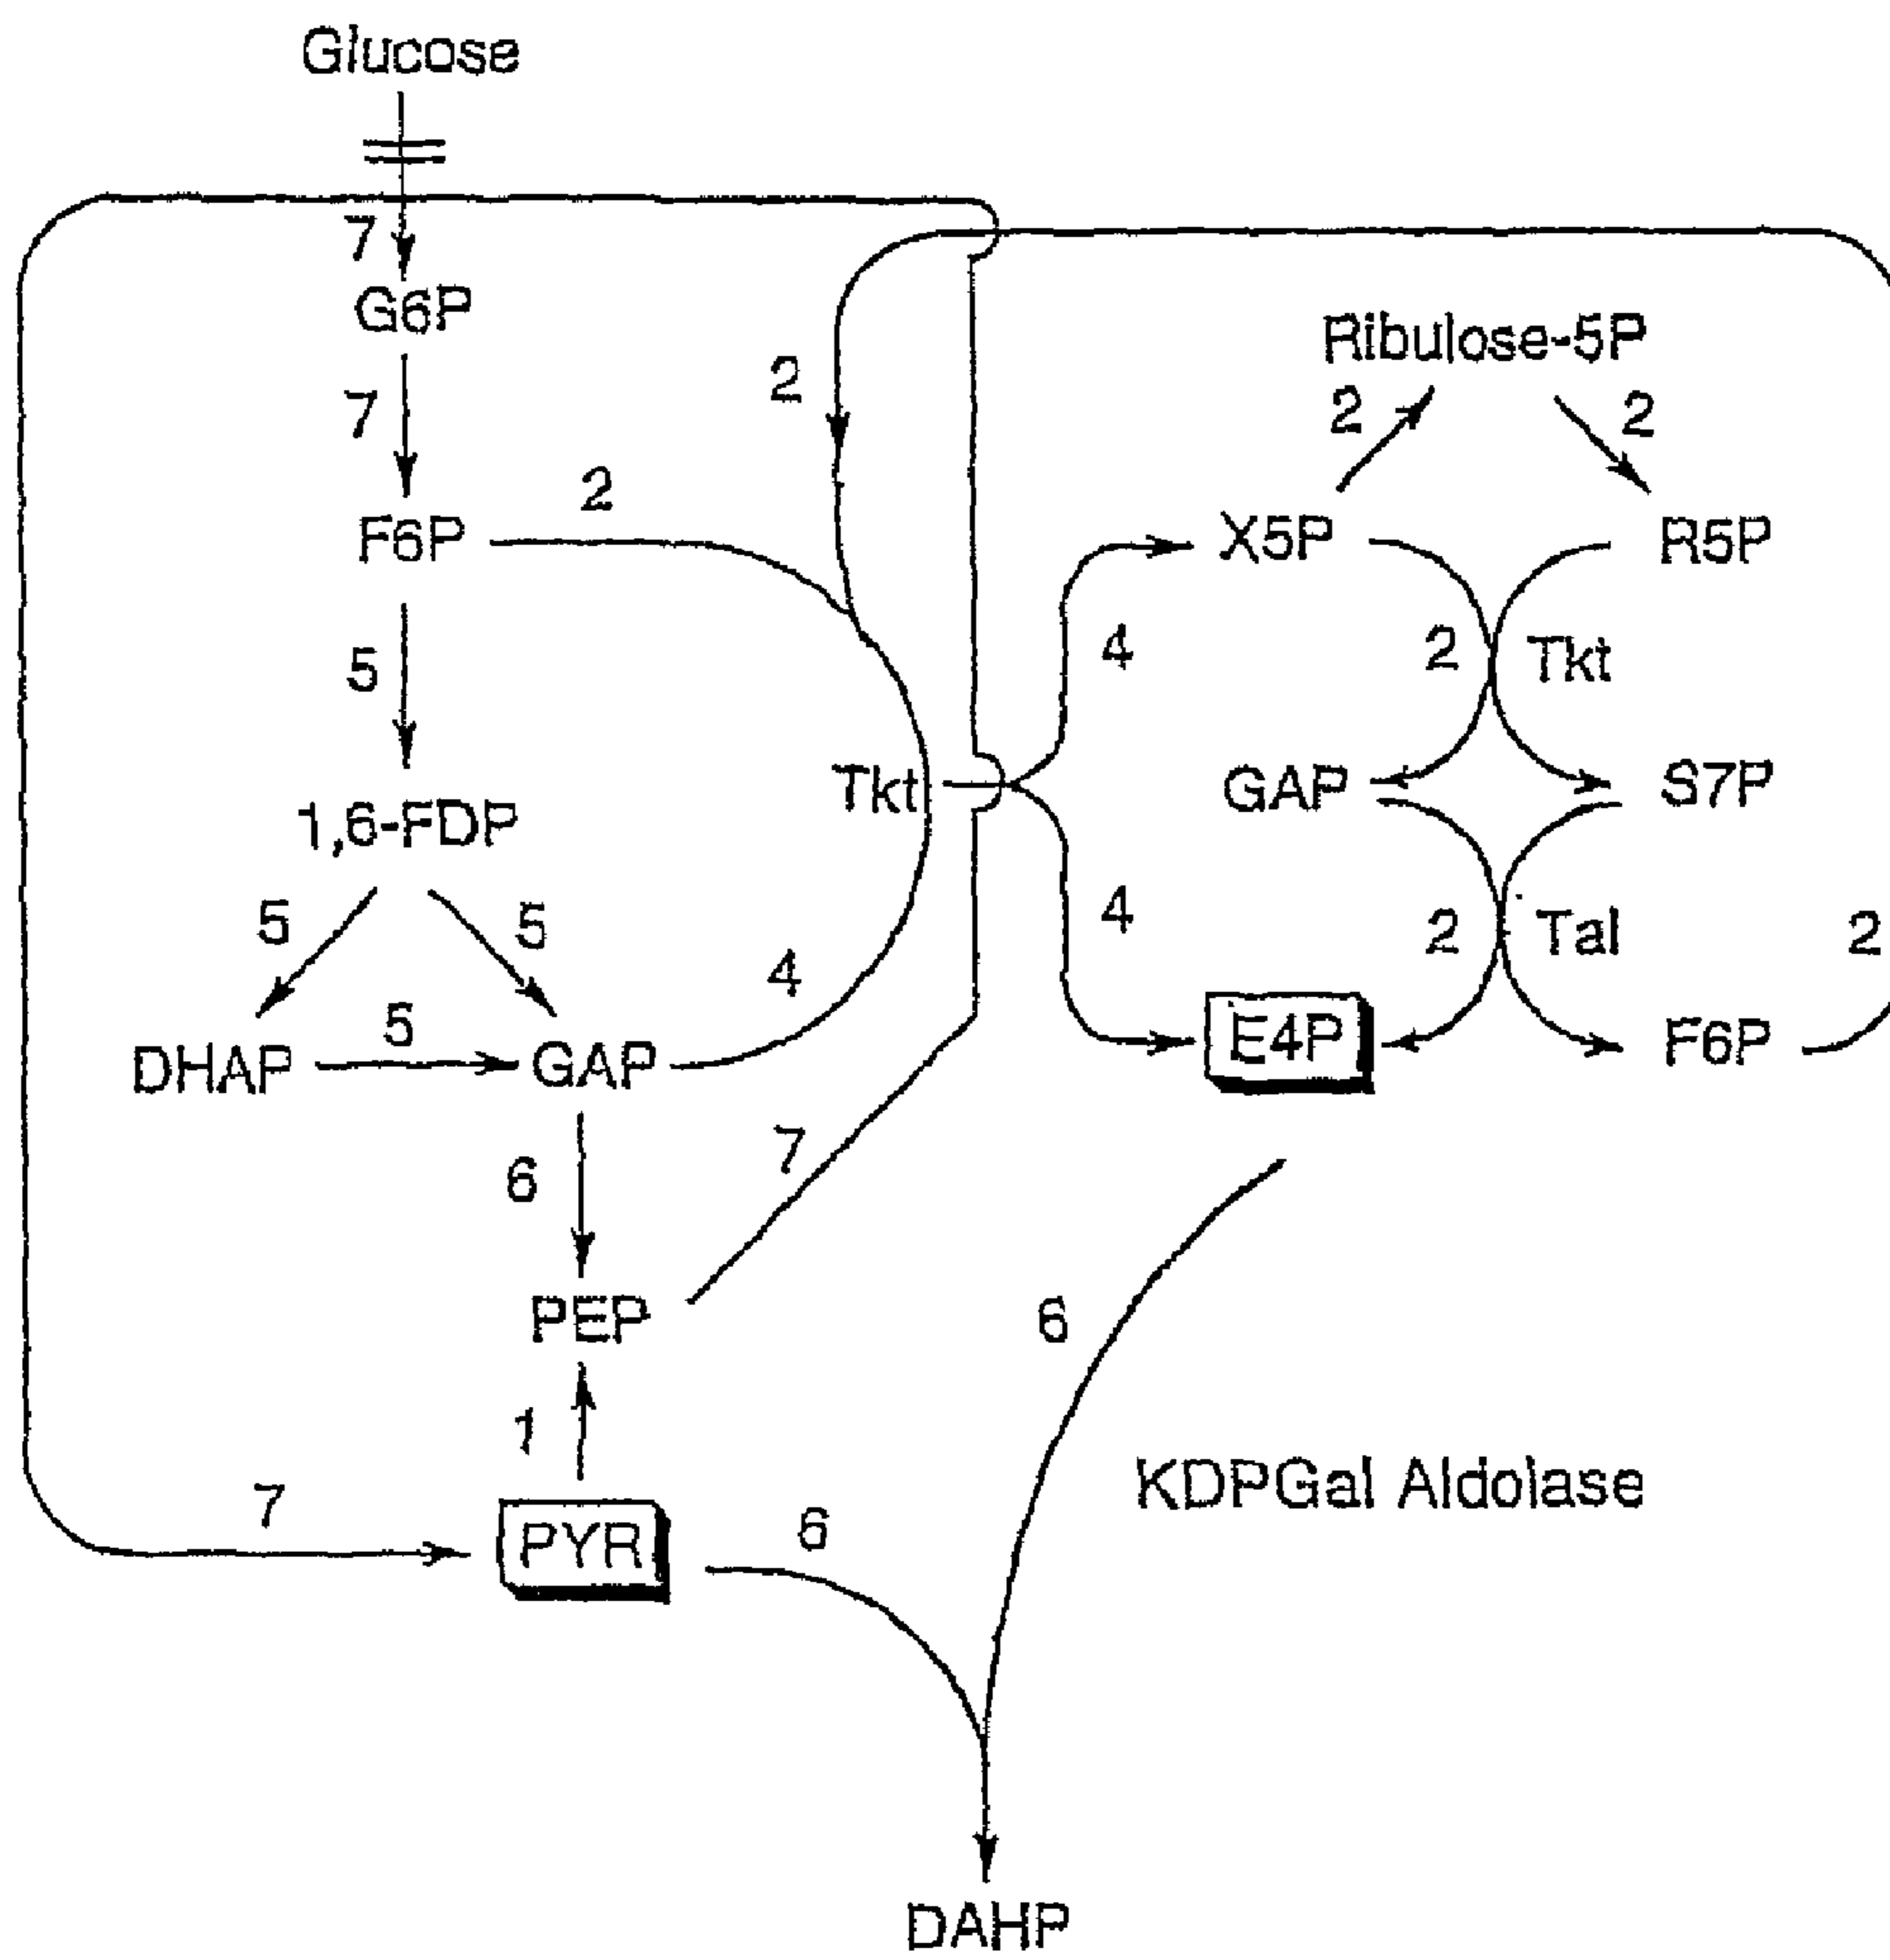 Glucose
7
G6P
Ribulose-5P
7
2
2
2
2
F6P
X5P
R5P
5
4
2
Tkt
1,6-FDP
Tkt
GAP
S7P
5
5
4
4
2
Tal
2
DHAP
5
GAP
E4P
F6P
6
7
PEP
6
1
7
PYR
6
KDPGal Aldolase
DAHP